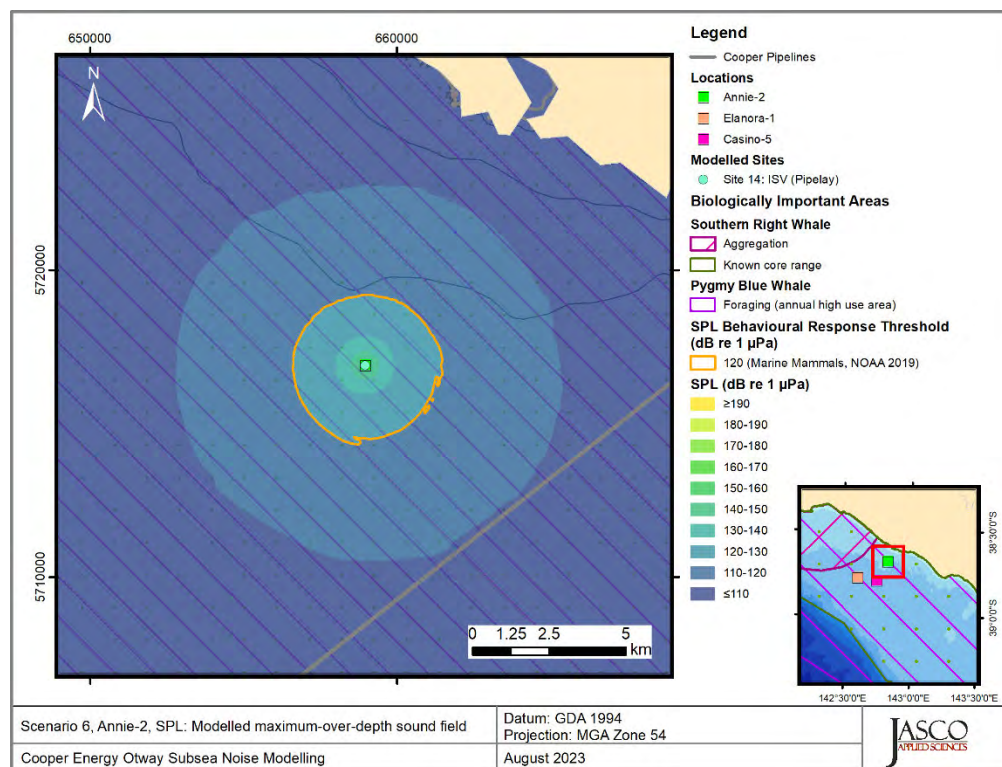 650000
660000
N
5720000
5710000
0 1.25 2.5 5
km
Legend
Cooper Pipelines
Locations
Annie-2
Elanora-1
Casino-5
Modelled Sites
Site 14: ISV (Pipelay)
Biologically Important Areas
Southern Right Whale
Aggregation
Known core range
Pygmy Blue Whale
Foraging (annual high use area)
SPL Behavioural Response Threshold
(dB re 1 µPa)
120 (Marine Mammals, NOAA 2019)
SPL (dB re 1 µPa)
≥190
180-190
170-180
160-170
150-160
140-150
130-140
120-130
110-120
≤110
38°30'0"S
39°0'0"S
142°30'0"E 143°0'0"E 143°30'0"E
Scenario 6, Annie-2, SPL: Modelled maximum-over-depth sound field
Datum: GDA 1994
Projection: MGA Zone 54
Cooper Energy Otway Subsea Noise Modelling
August 2023
JASCO
APPLIED SCIENCES